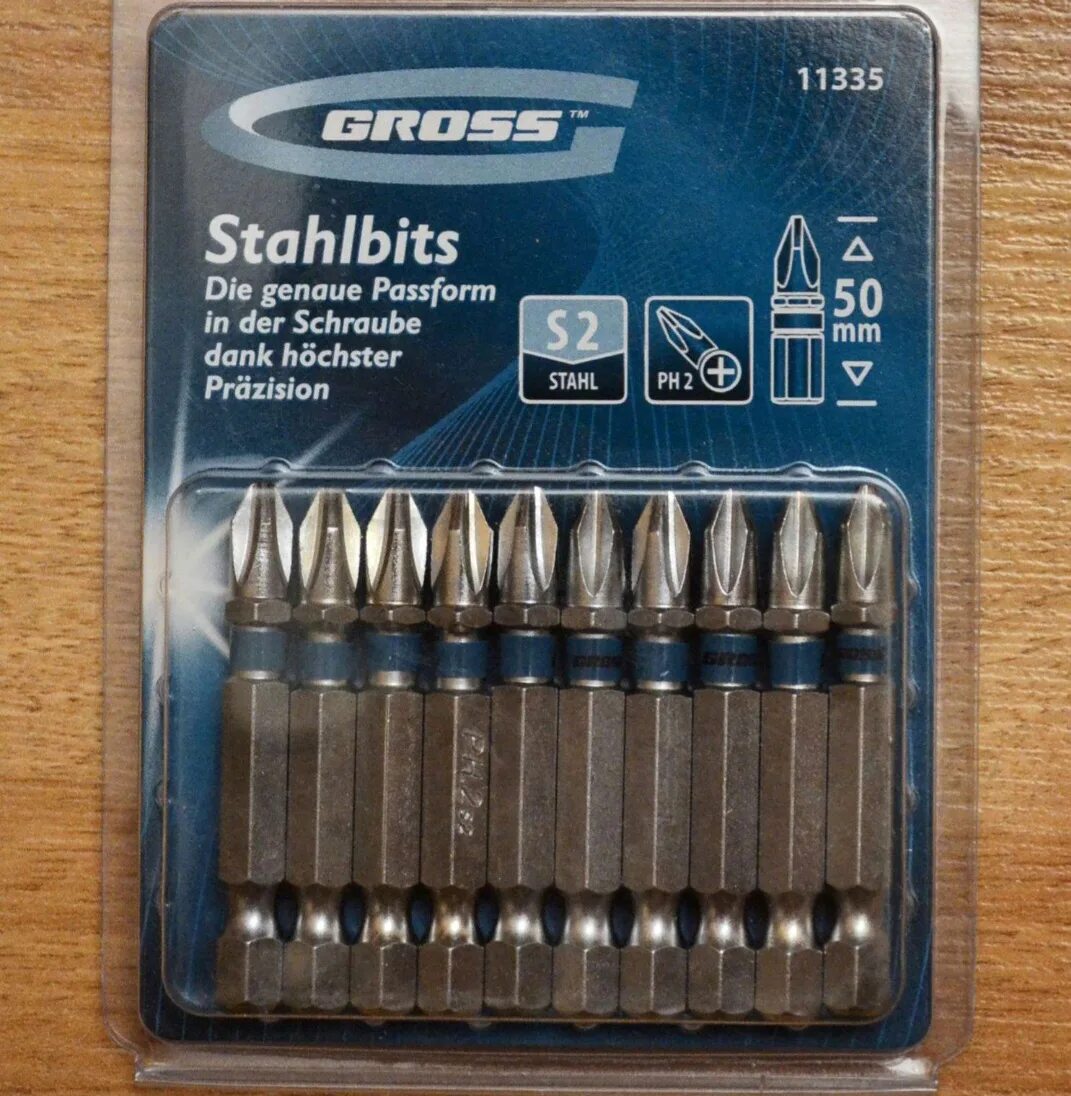 11335
GROSS™
Stahlbits
Die genaue Passform
in der Schraube
dank höchster
Präzision
S2
STAHL
PH 2
50
mm
GROSS
GROSS
GROSS
PH2 S2